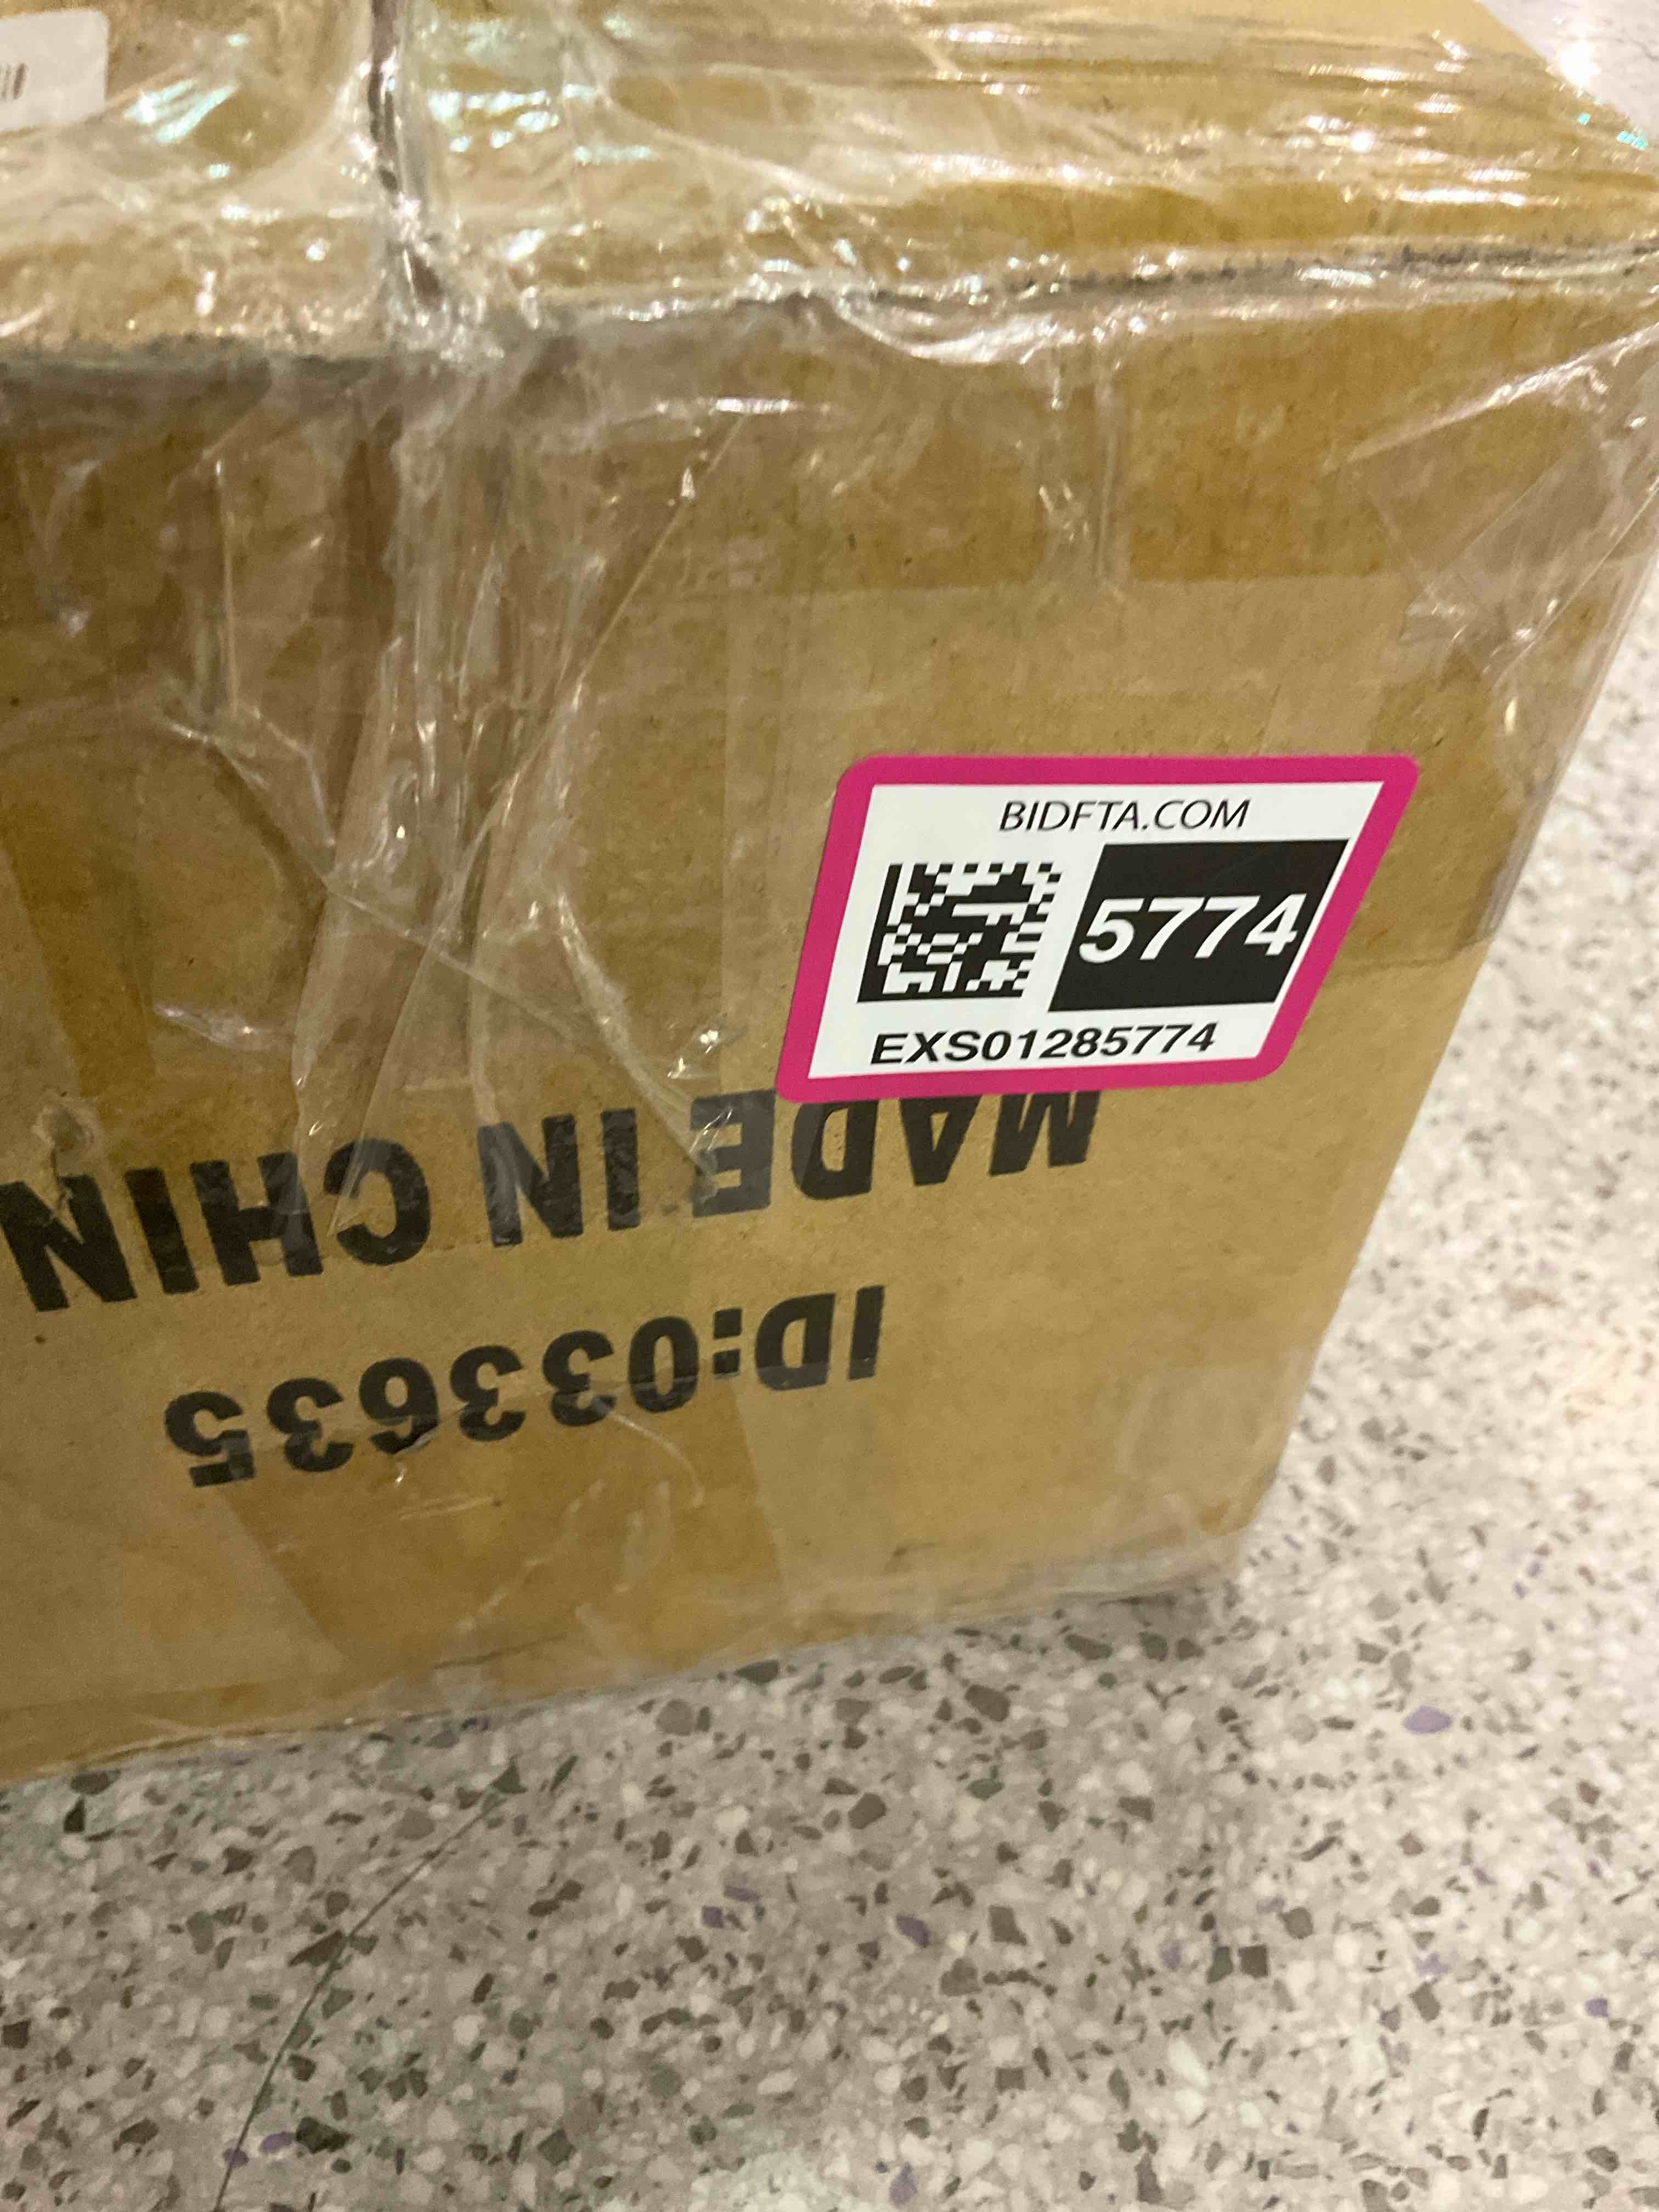 BIDFTA.COM
5774
EXS01285774
MADE IN CHIN
ID:033635